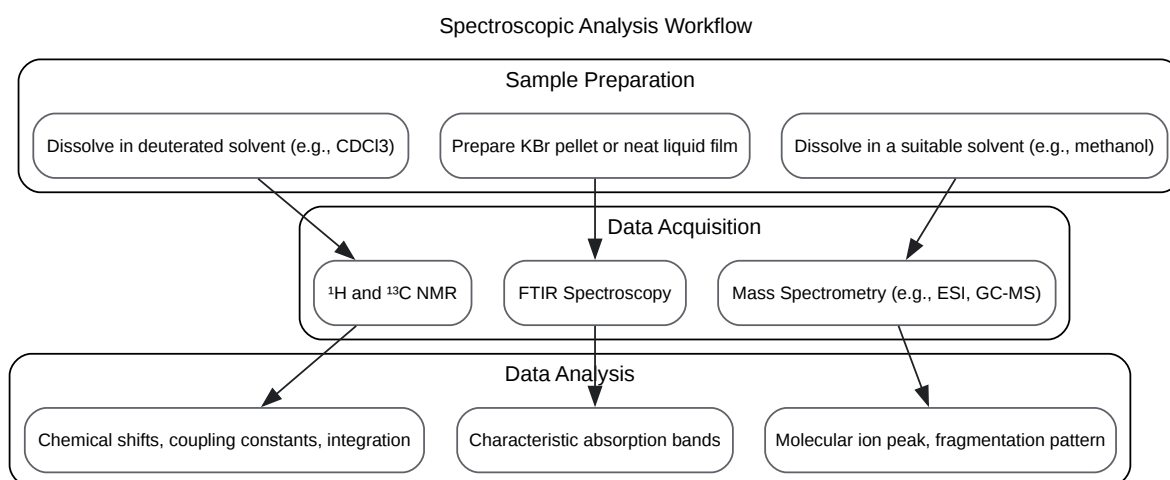 Spectroscopic Analysis Workflow
Sample Preparation
Dissolve in deuterated solvent (e.g., CDCl3)
Prepare KBr pellet or neat liquid film
Dissolve in a suitable solvent (e.g., methanol)
Data Acquisition
¹H and ¹³C NMR
FTIR Spectroscopy
Mass Spectrometry (e.g., ESI, GC-MS)
Data Analysis
Chemical shifts, coupling constants, integration
Characteristic absorption bands
Molecular ion peak, fragmentation pattern